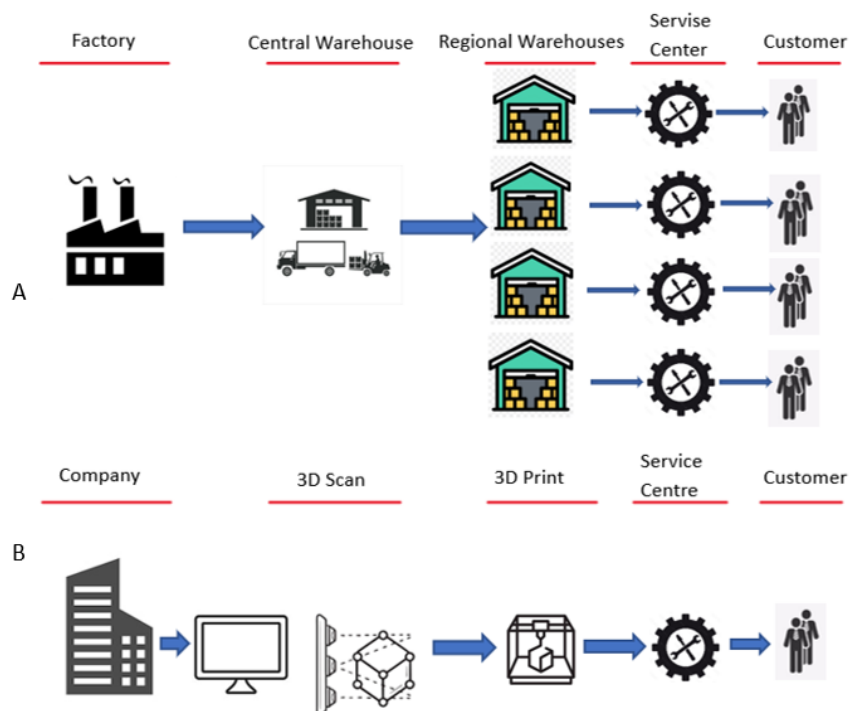 Factory
Central Warehouse
Regional Warehouses
Servise
Center
Customer
A
Company
3D Scan
3D Print
Service
Centre
Customer
B